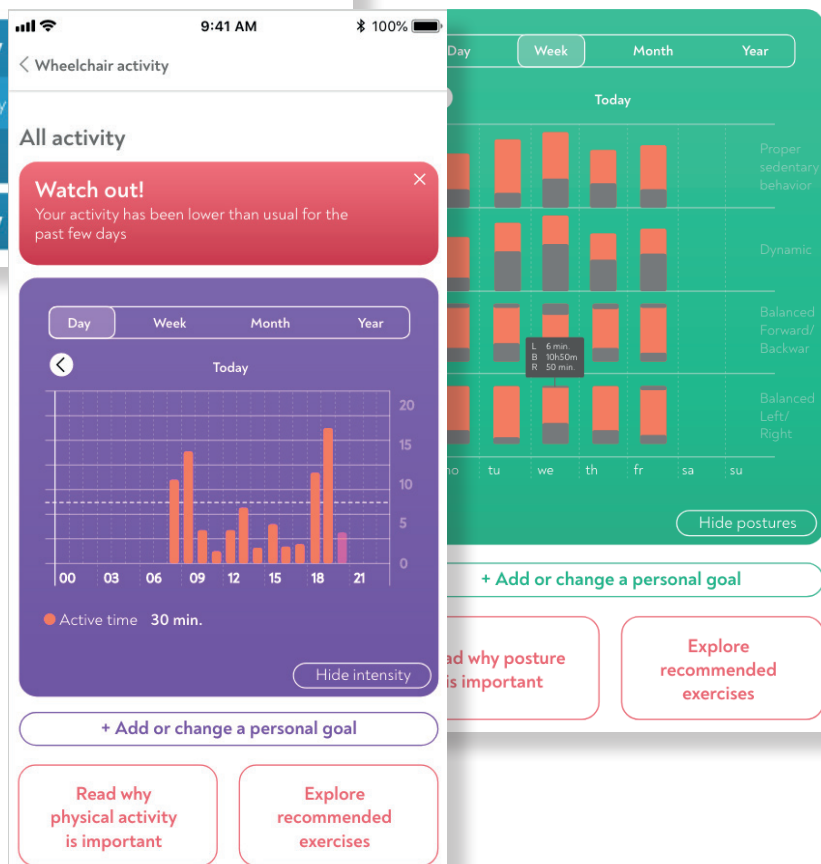 9:41 AM
100%
Wheelchair activity
All activity
Watch out!
Your activity has been lower than usual for the
past few days
Day Week Month Year
Today
20
15
10
5
0
00 03 06 09 12 15 18 21
Active time 30 min.
Hide intensity
+ Add or change a personal goal
Read why
physical activity
is important
Explore
recommended
exercises
Day Week Month Year
Today
Proper
sedentary
behavior
Dynamic
Balanced
Forward/
Backwar
L 6 min.
B 10h50m
R 50 min.
Balanced
Left/
Right
tu we th fr sa su
Hide postures
+ Add or change a personal goal
ad why posture
is important
Explore
recommended
exercises